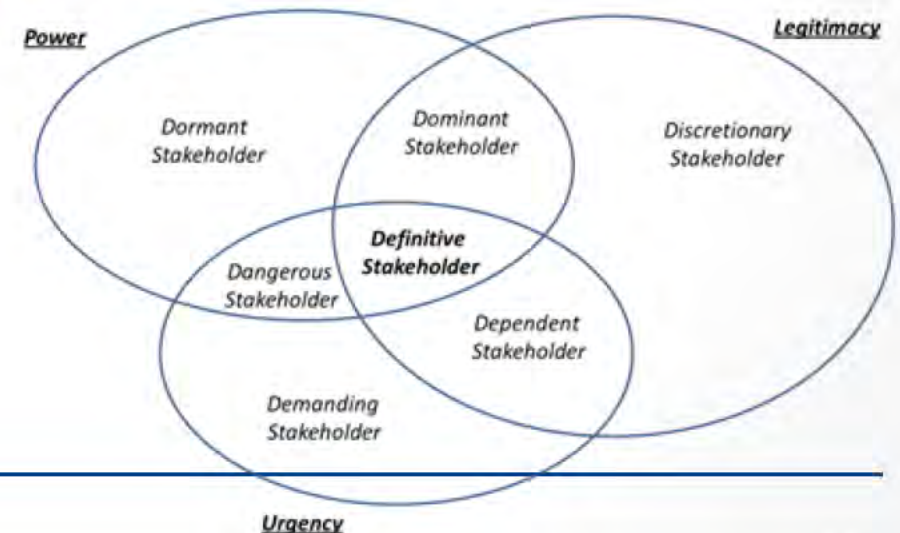 Power
Legitimacy
Dormant
Stakeholder
Dominant
Stakeholder
Discretionary
Stakeholder
Definitive
Stakeholder
Dangerous
Stakeholder
Dependent
Stakeholder
Demanding
Stakeholder
Urgency